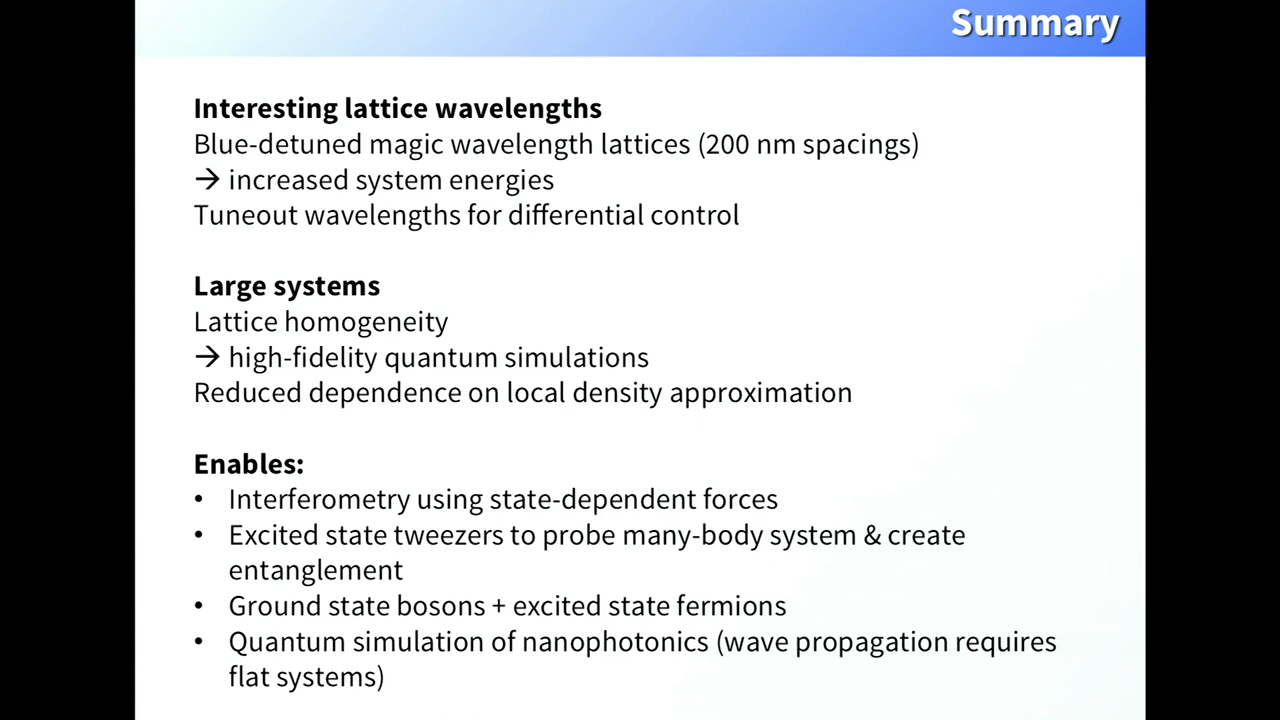 Summary
Interesting lattice wavelengths
Blue-detuned magic wavelength lattices (200 nm spacings)
→ increased system energies
Tuneout wavelengths for differential control
Large systems
Lattice homogeneity
→ high-fidelity quantum simulations
Reduced dependence on local density approximation
Enables:
• Interferometry using state-dependent forces
• Excited state tweezers to probe many-body system & create
entanglement
• Ground state bosons + excited state fermions
• Quantum simulation of nanophotonics (wave propagation requires
flat systems)